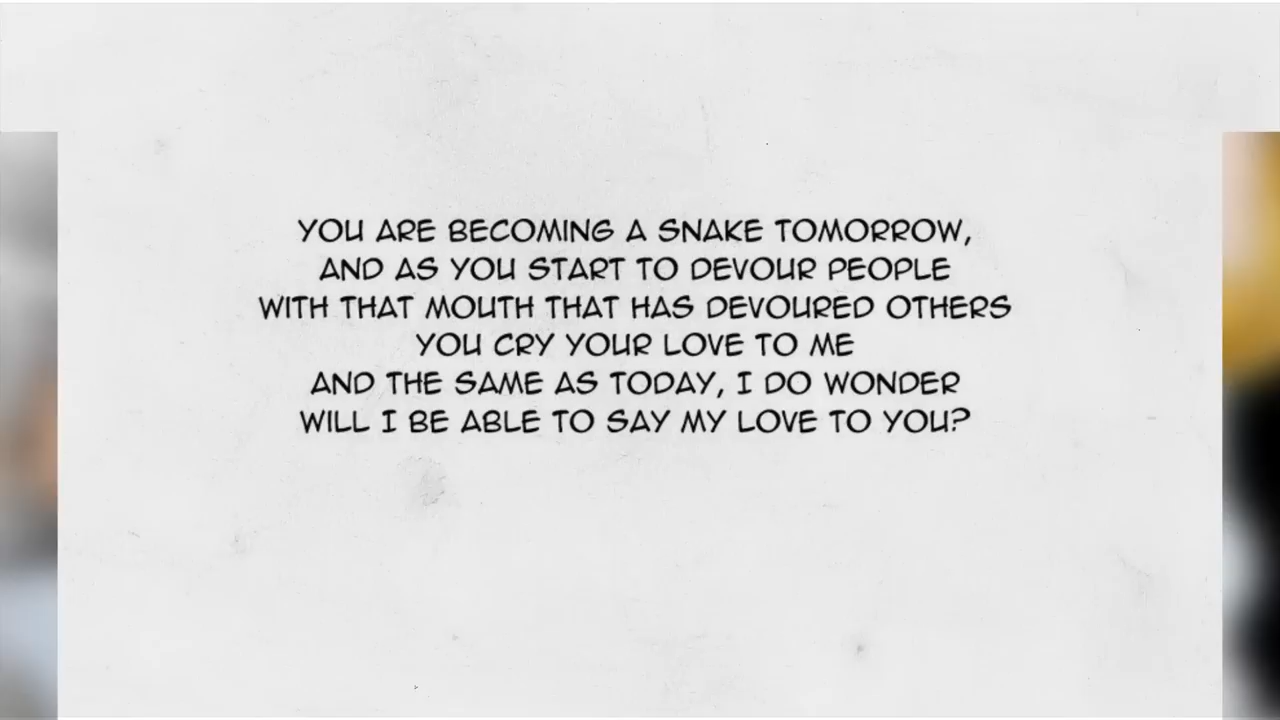 YOU ARE BECOMING A SNAKE TOMORROW,
AND AS YOU START TO DEVOUR PEOPLE
WITH THAT MOUTH THAT HAS DEVOURED OTHERS
YOU CRY YOUR LOVE TO ME
AND THE SAME AS TODAY, I DO WONDER
WILL I BE ABLE TO SAY MY LOVE TO YOU?